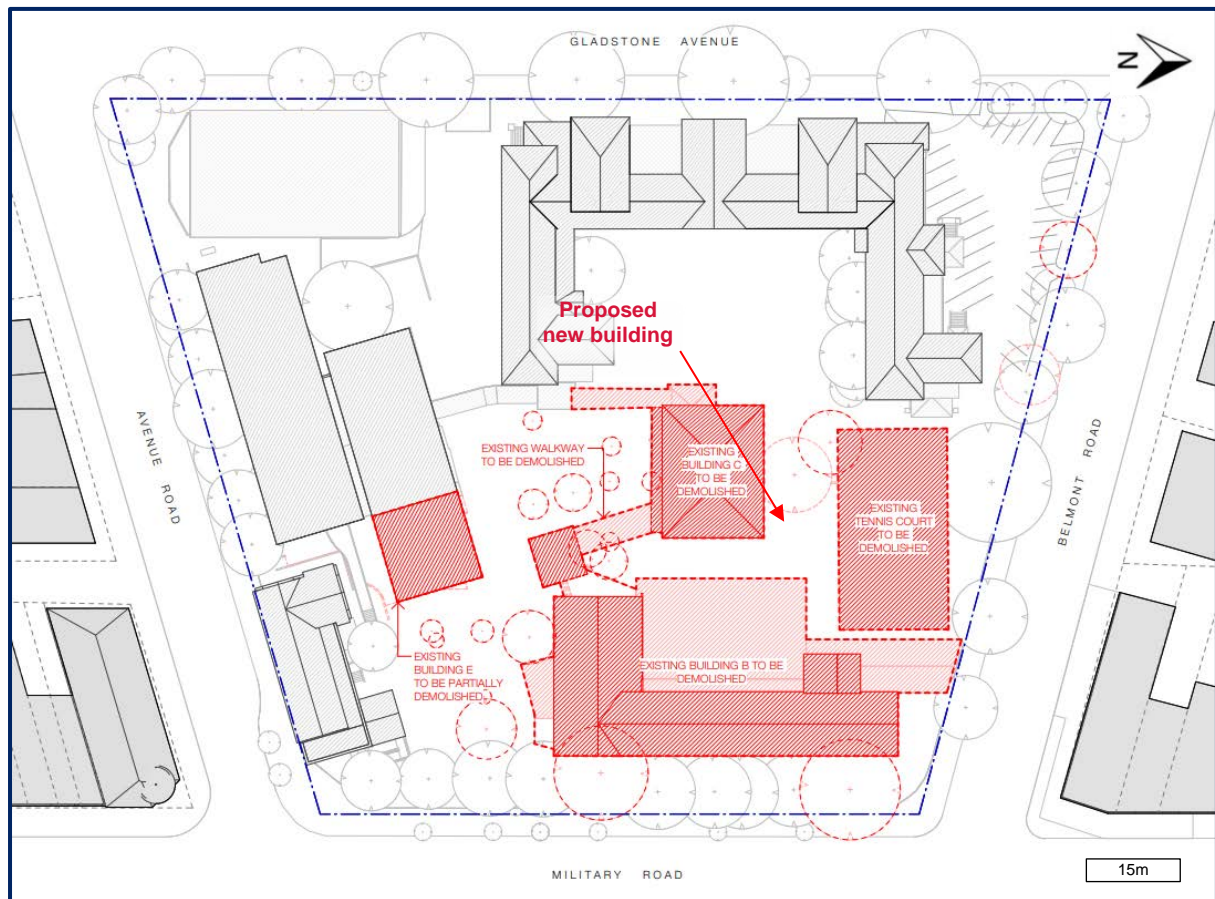 GLADSTONE AVENUE
N
Proposed
new building
AVENUE ROAD
EXISTING WALKWAY
TO BE DEMOLISHED
EXISTING
BUILDING C
TO BE
DEMOLISHED
EXISTING
TENNIS COURT
TO BE
DEMOLISHED
BELMONT ROAD
EXISTING
BUILDING E
TO BE PARTIALLY
DEMOLISHED
EXISTING BUILDING B TO BE
DEMOLISHED
MILITARY ROAD
15m